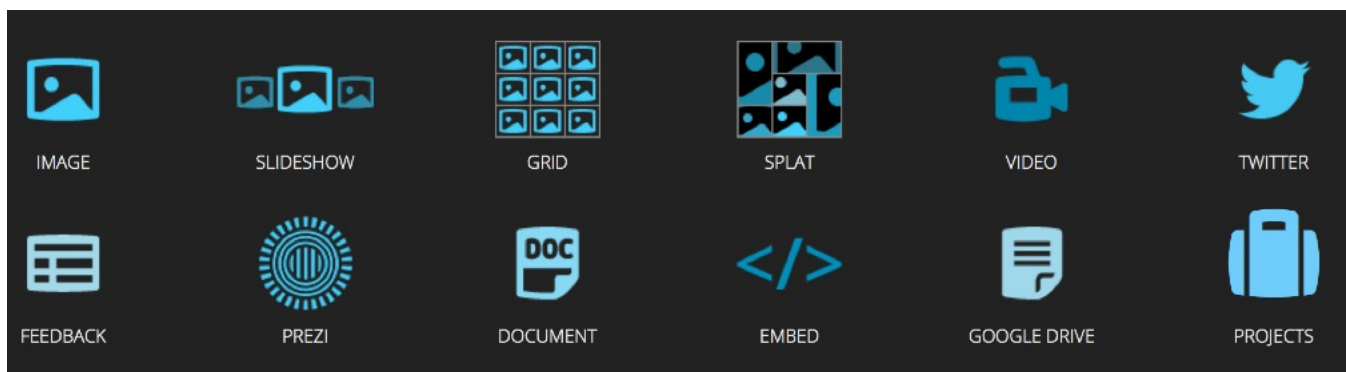 IMAGE SLIDESHOW GRID SPLAT VIDEO TWITTER
DOC
</>
FEEDBACK PREZI DOCUMENT EMBED GOOGLE DRIVE PROJECTS